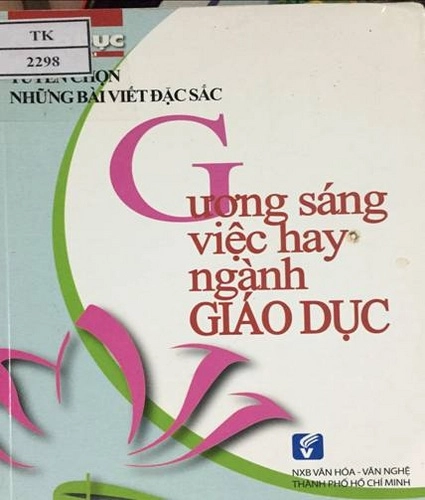 TK
2298
ỤC
TUYỂN CHỌN
NHỮNG BÀI VIẾT ĐẶC SẮC
Gương sáng
việc hay
ngành
GIÁO DỤC
NXB VĂN HÓA - VĂN NGHỆ
THÀNH PHỐ HỒ CHÍ MINH